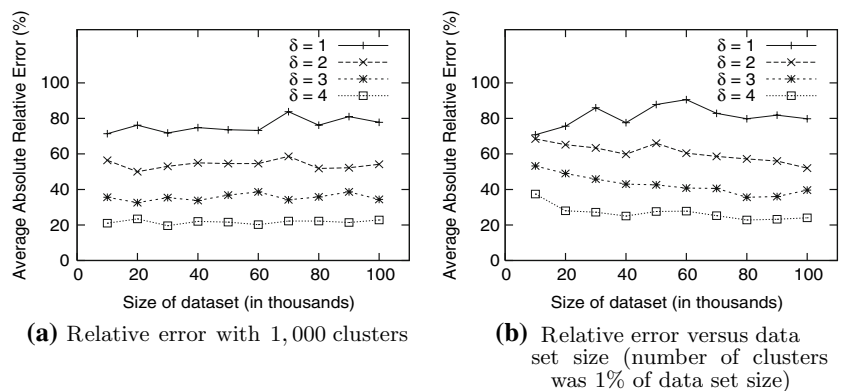 Average Absolute Relative Error (%)
100
80
60
40
20
0
δ = 1
δ = 2
δ = 3
δ = 4
0 20 40 60 80 100
Size of dataset (in thousands)
(a) Relative error with 1,000 clusters
Average Absolute Relative Error (%)
100
80
60
40
20
0
δ = 1
δ = 2
δ = 3
δ = 4
0 20 40 60 80 100
Size of dataset (in thousands)
(b) Relative error versus data
set size (number of clusters
was 1% of data set size)